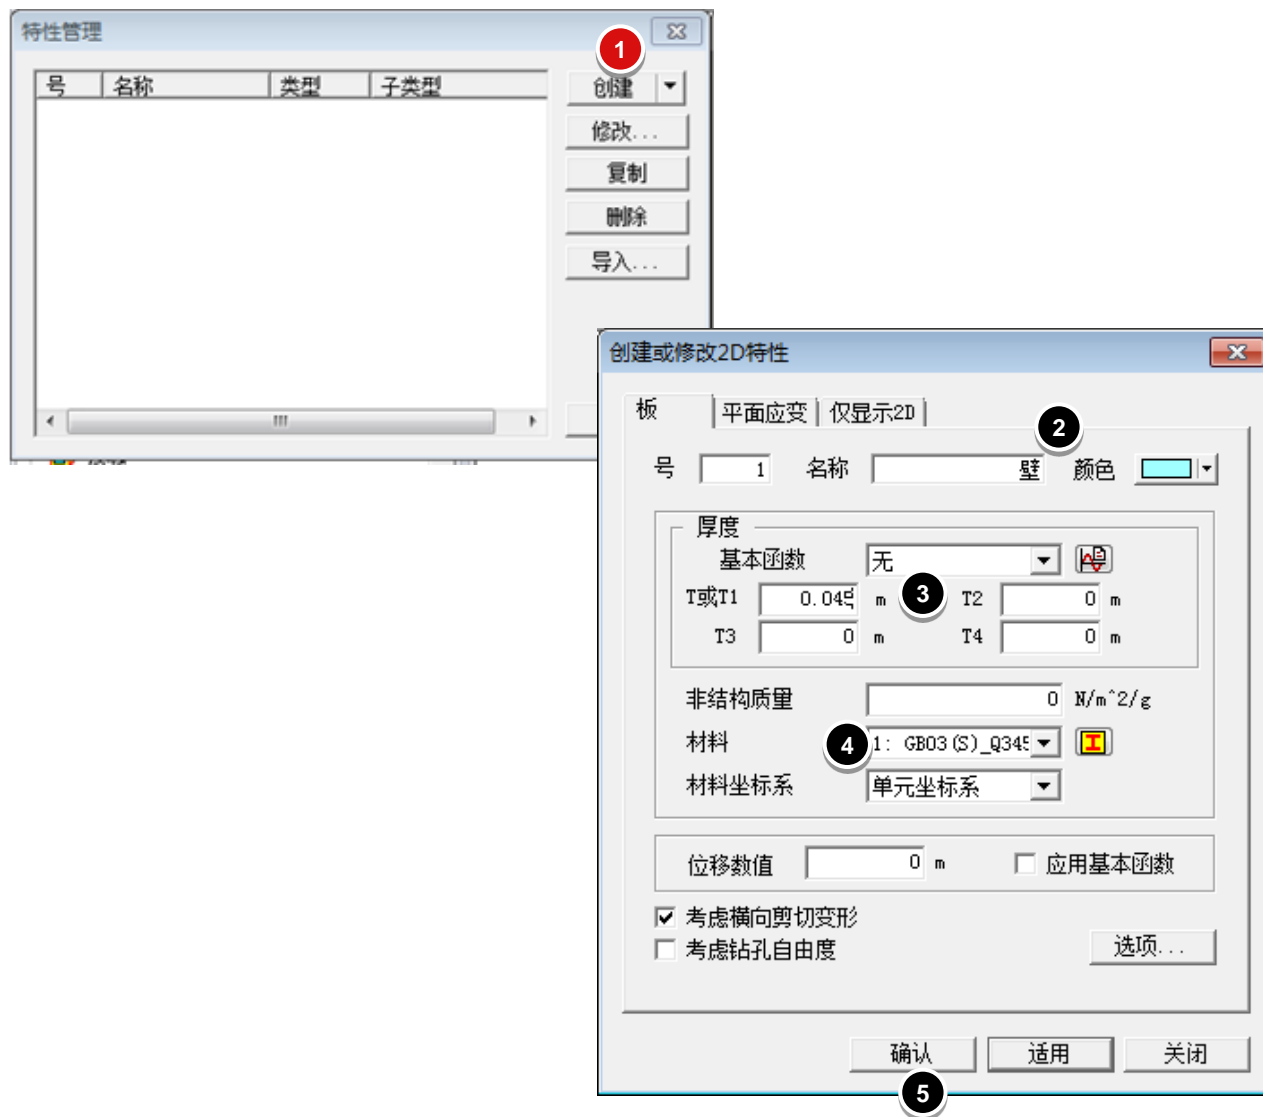 特性管理
1
号 名称 类型 子类型
创建
修改...
复制
删除
导入...
创建或修改2D特性
板 平面应变 仅显示2D
2
号 1 名称 壁 颜色
厚度
基本函数 无
T或T1 0.045 m 3 T2 0 m
T3 0 m T4 0 m
非结构质量 0 N/m^2/g
材料 4 1: GB03(S)_Q345
材料坐标系 单元坐标系
位移数值 0 m 应用基本函数
考虑横向剪切变形
考虑钻孔自由度
选项...
确认 适用 关闭
5